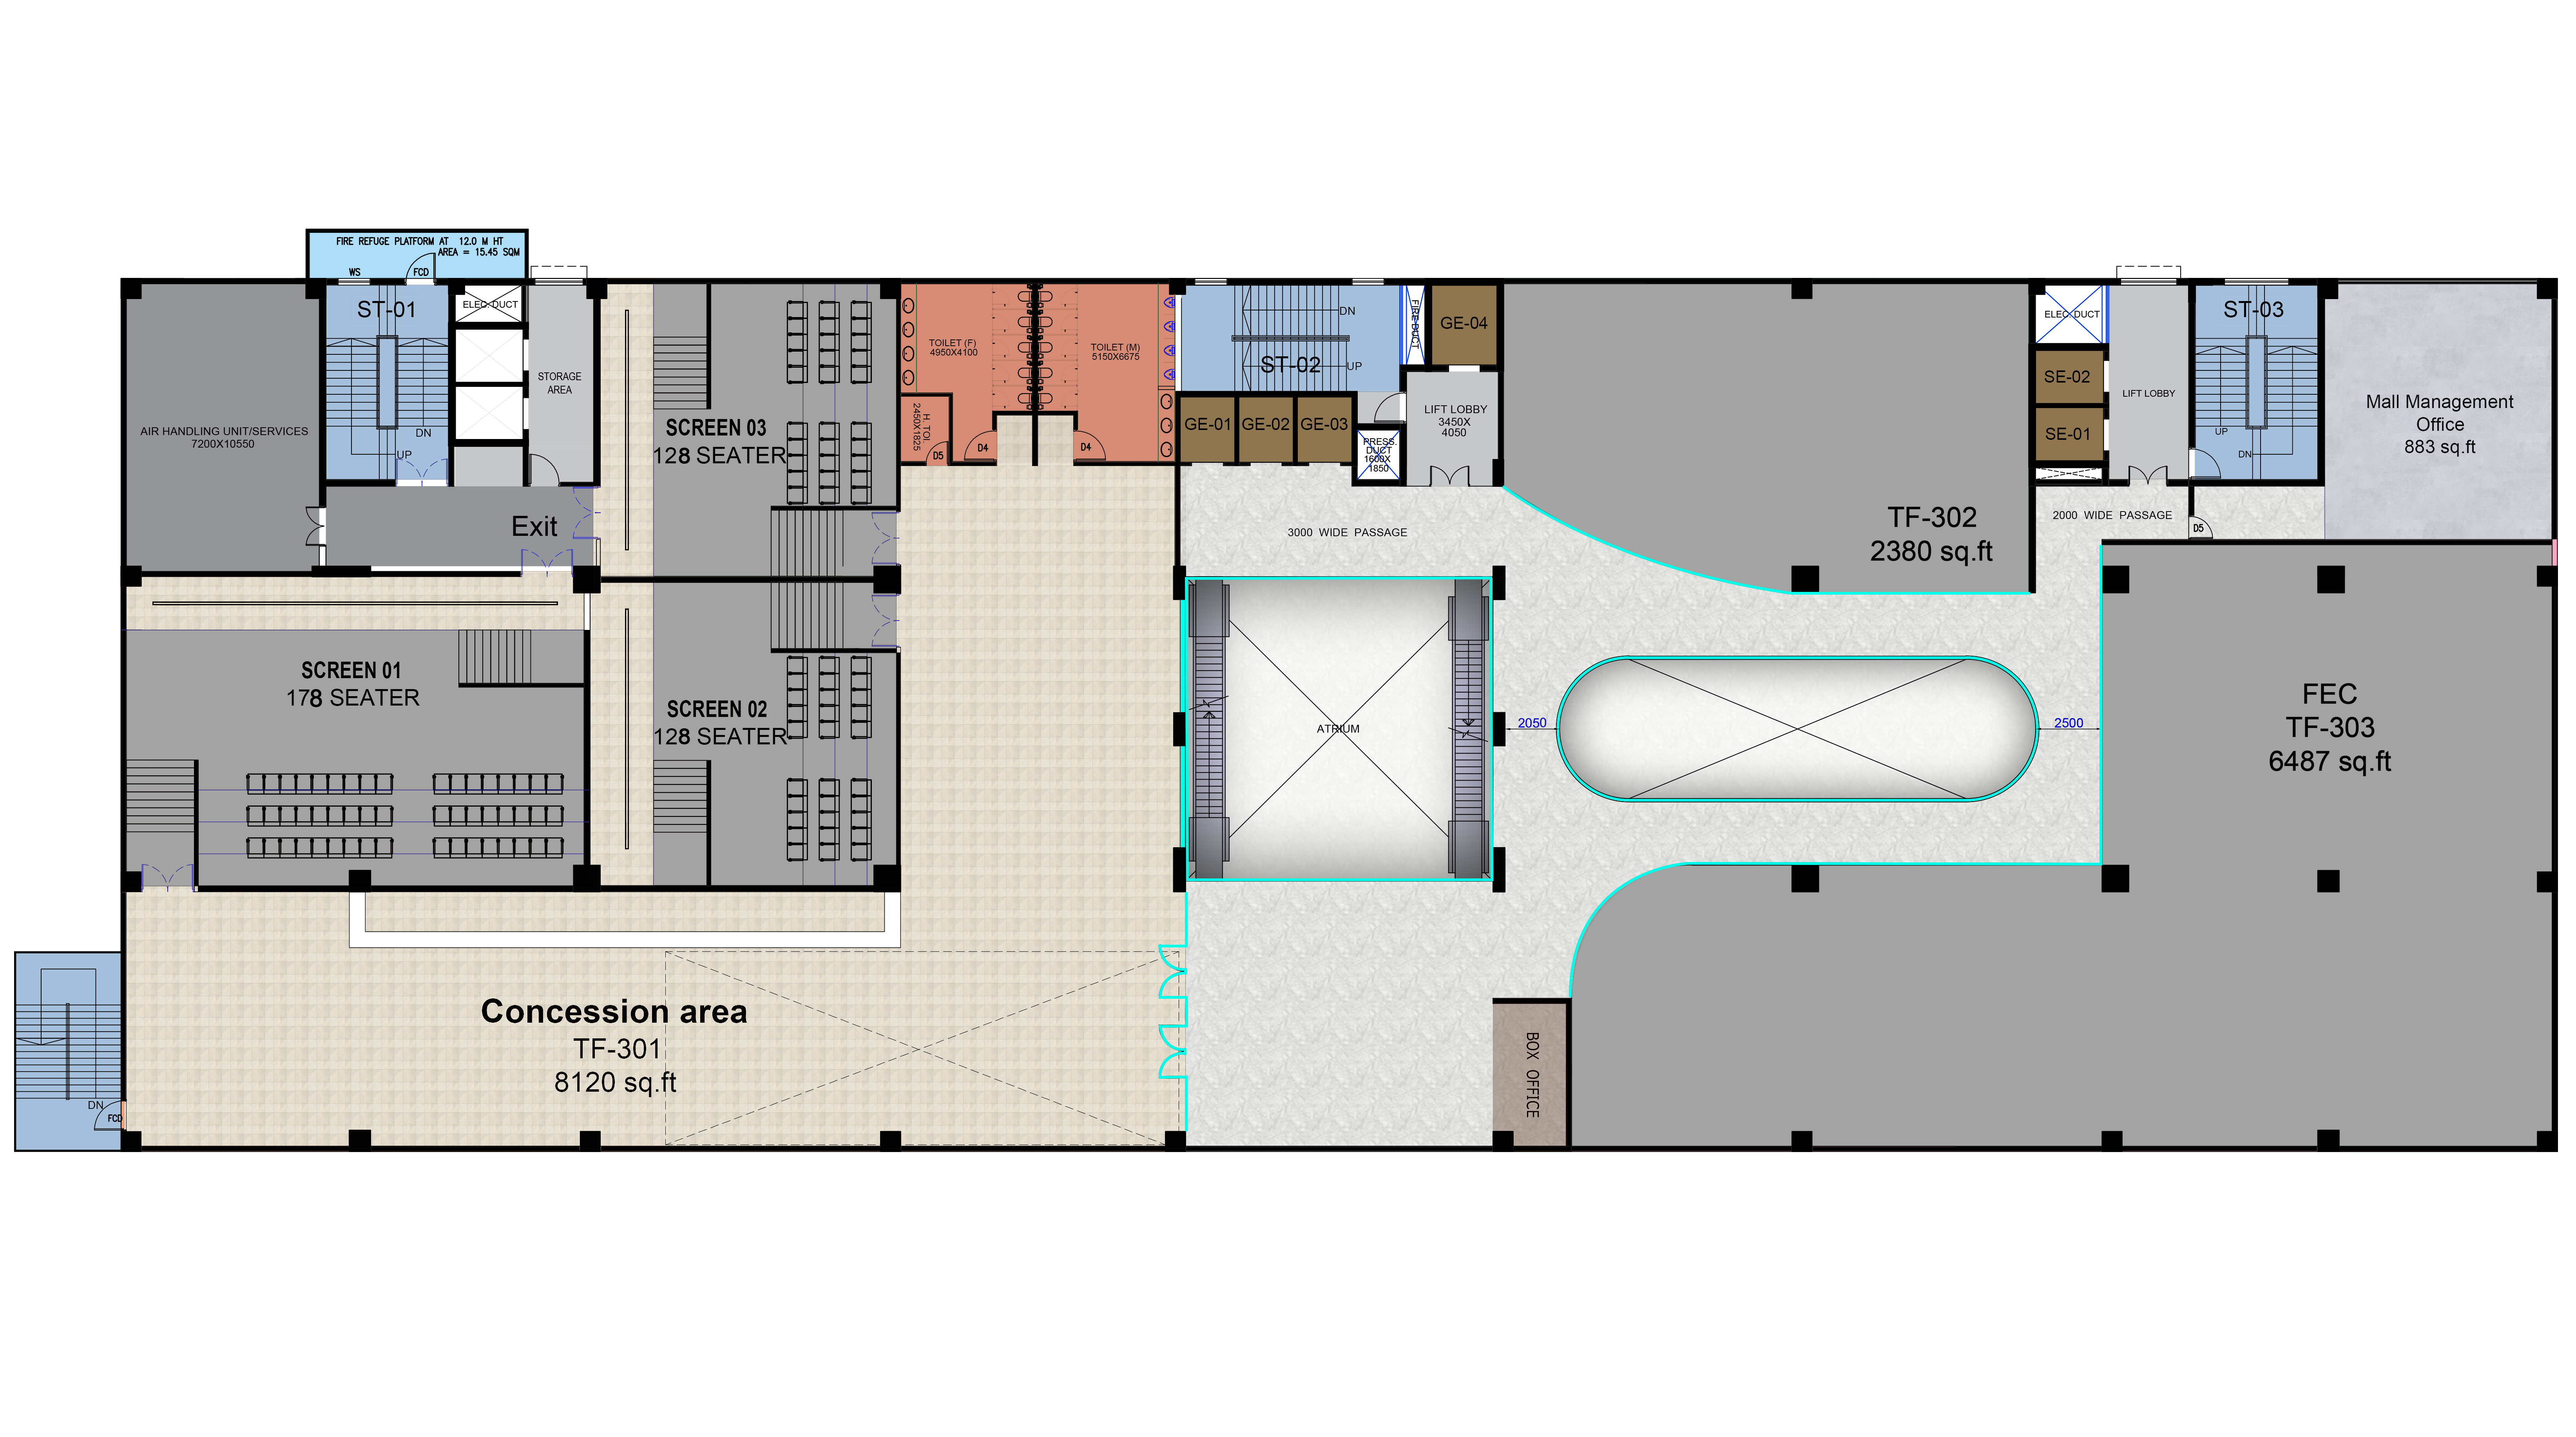 FIRE REFUGE PLATFORM AT 12.0 M HT
AREA = 15.45 SQM
WS
FCD
ST-01
ELEC.DUCT
DN
UP
STORAGE
AREA
AIR HANDLING UNIT/SERVICES
7200X10550
Exit
SCREEN 03
128 SEATER
TOILET (F)
4950X4100
TOILET (M)
5150X6675
H. TOI.
2450X1825
D5
D4
D4
DN
ST-02
UP
FIRE DUCT
GE-04
GE-01
GE-02
GE-03
PRESS.
DUCT
1600X
1850
LIFT LOBBY
3450X
4050
3000 WIDE PASSAGE
TF-302
2380 sq.ft
ELEC.DUCT
SE-02
SE-01
LIFT LOBBY
ST-03
UP
DN
2000 WIDE PASSAGE
D5
Mall Management
Office
883 sq.ft
SCREEN 01
178 SEATER
SCREEN 02
128 SEATER
ATRIUM
2050
2500
FEC
TF-303
6487 sq.ft
Concession area
TF-301
8120 sq.ft
BOX OFFICE
DN
FCD